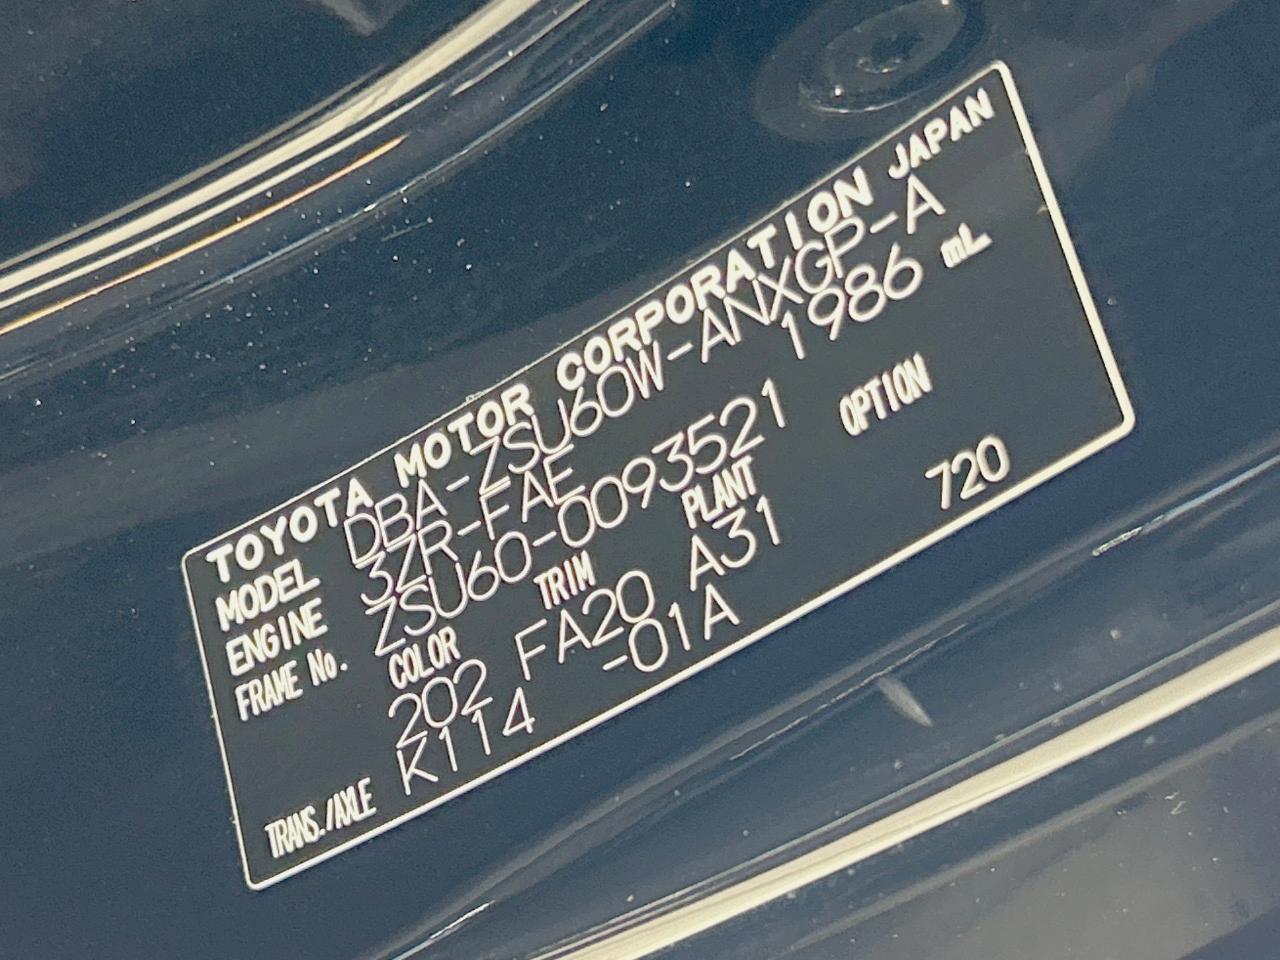 TOYOTA MOTOR CORPORATION JAPAN
MODEL DBA-ZSU60W-ANXGP-A
ENGINE 3ZR-FAE 1986 mL
FRAME No. ZSU60-0093521
COLOR TRIM PLANT OPTION
202 FA20 A31 720
TRANS./AXLE K114 -01A